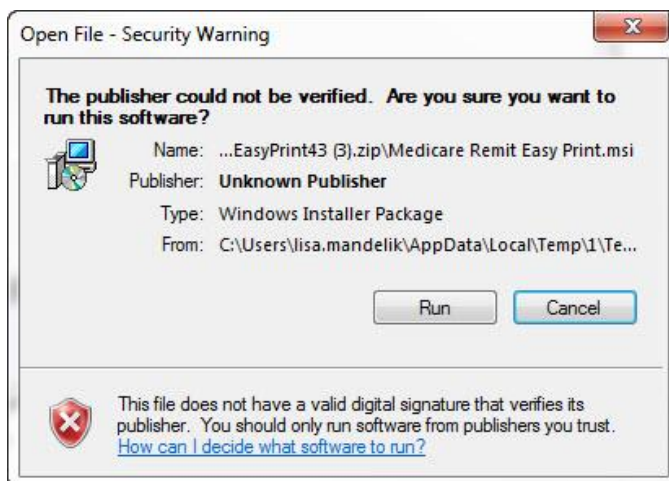 Open File - Security Warning
The publisher could not be verified.  Are you sure you want to
run this software?
Name: ...EasyPrint43 (3).zip\Medicare Remit Easy Print.msi
Publisher: Unknown Publisher
Type: Windows Installer Package
From: C:\Users\lisa.mandelik\AppData\Local\Temp\1\Te...
Run Cancel
This file does not have a valid digital signature that verifies its
publisher.  You should only run software from publishers you trust.
How can I decide what software to run?